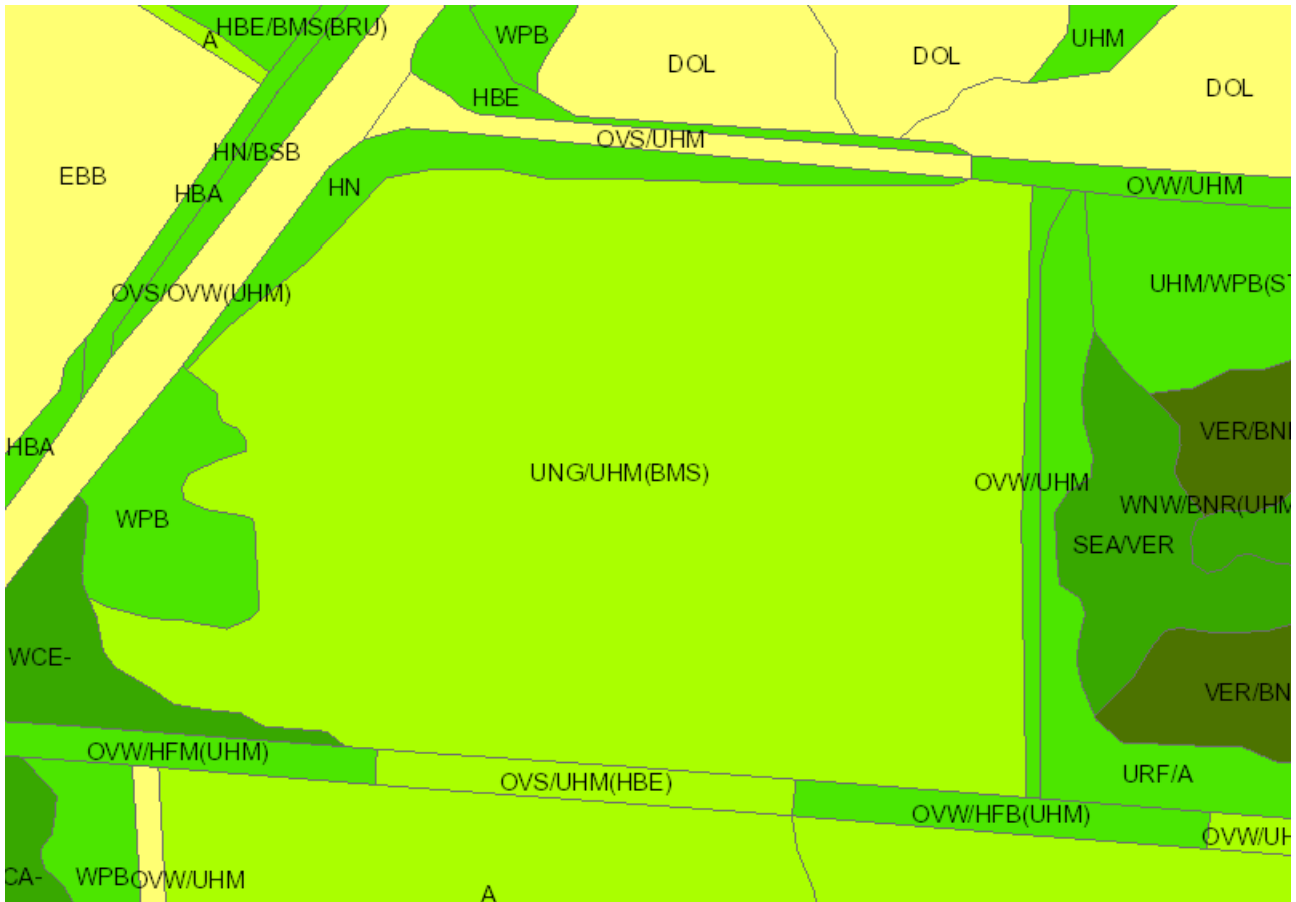 HBE/BMS(BRU)
A
WPB
UHM
DOL
DOL
DOL
HBE
OVS/UHM
HN/BSB
EBB
HBA
HN
OVW/UHM
OVS/OVW(UHM)
UHM/WPB(ST
HBA
VER/BN
UNG/UHM(BMS)
OVW/UHM
WPB
WNW/BNR(UHM
SEA/VER
WCE-
VER/BN
OVW/HFM(UHM)
OVS/UHM(HBE)
URF/A
OVW/HFB(UHM)
OVW/UH
CA-
WPB
OVW/UHM
A